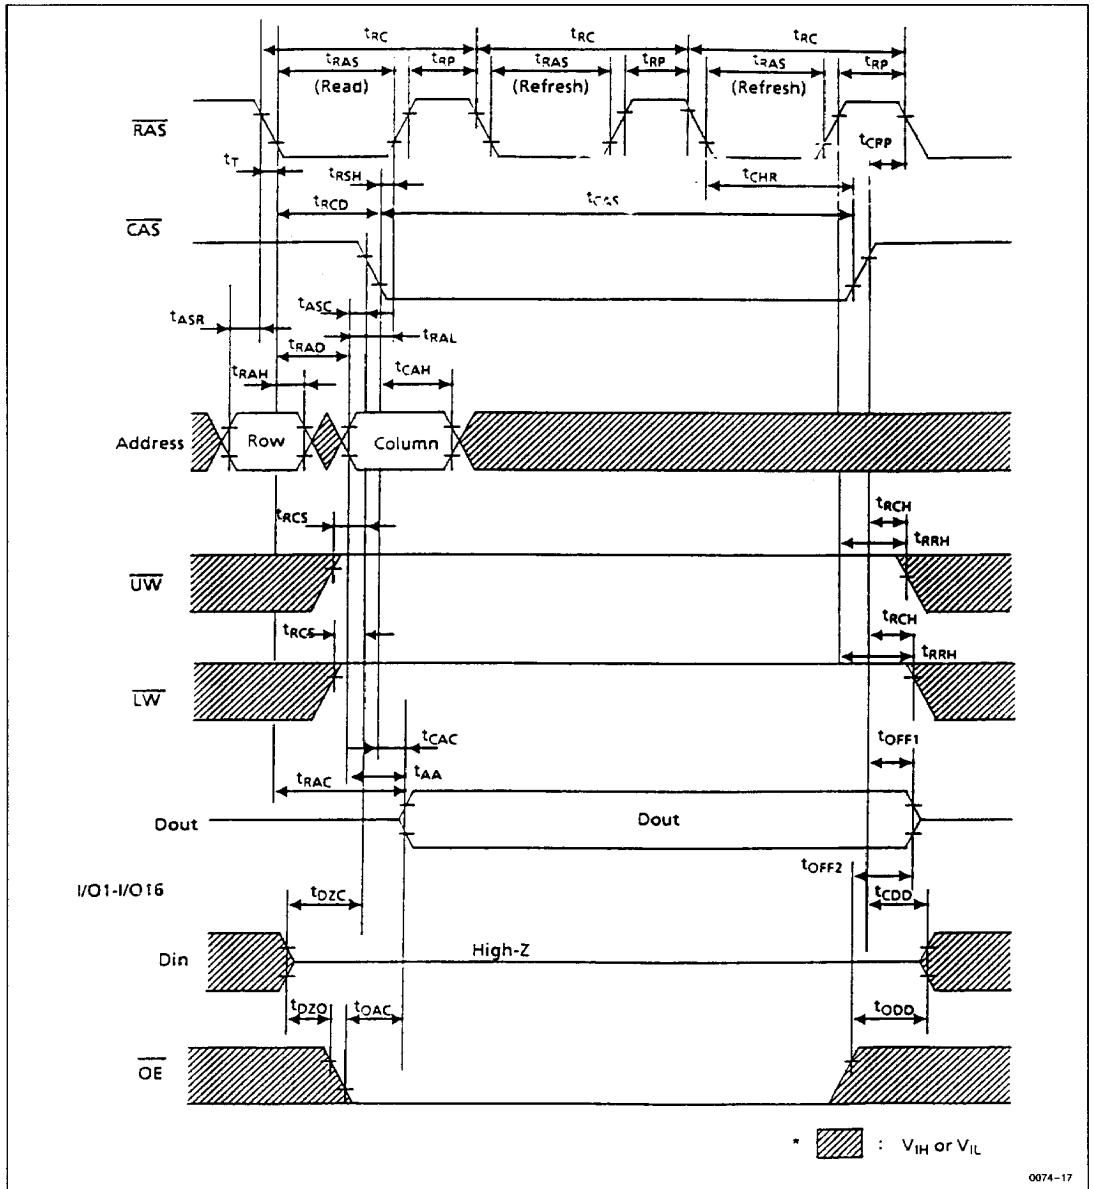 tRC tRC tRC
tRAS tRP tRAS tRP tRAS tRP
(Read) (Refresh) (Refresh)
RAS
tT tRSH tCHR tCRP
tRCD tCAS
CAS
tASC
tASR tRAL
tRAD
tRAH tCAH
Address Row Column
tRCS tRCH
tRRH
UW
tRCS tRCH
tRRH
LW
tCAC tOFF1
tAA
tRAC
Dout Dout
tOFF2
I/O1-I/O16 tDZC tCDD
High-Z
Din
tDZO tOAC tODD
OE
* : VIH or VIL
0074-17